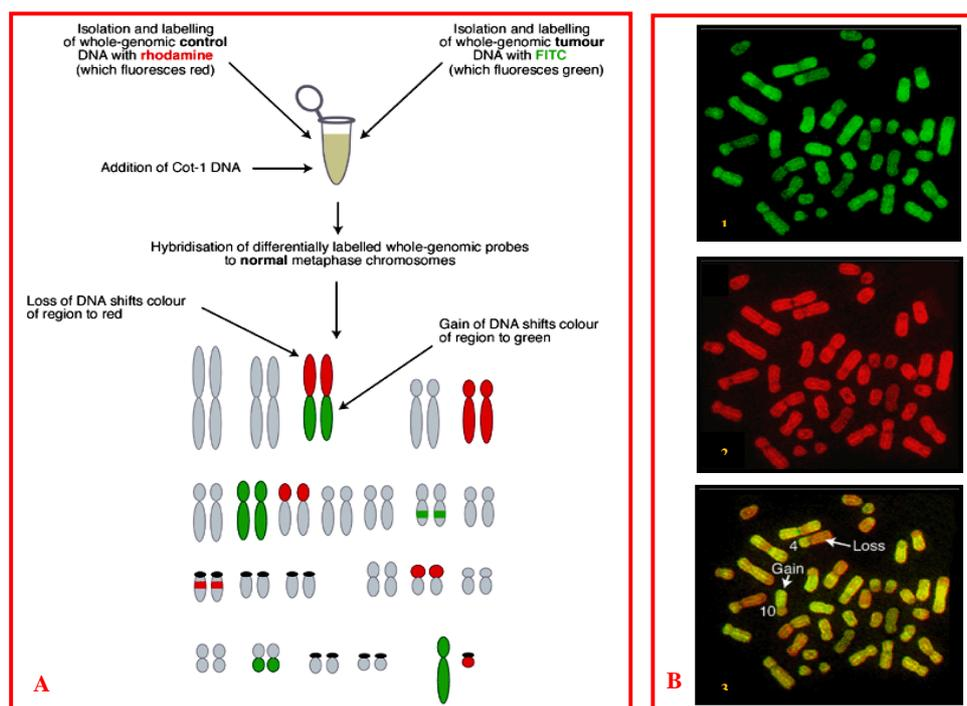 Isolation and labelling
of whole-genomic control
DNA with rhodamine
(which fluoresces red)
Isolation and labelling
of whole-genomic tumour
DNA with FITC
(which fluoresces green)
Addition of Cot-1 DNA
Hybridisation of differentially labelled whole-genomic probes
to normal metaphase chromosomes
Loss of DNA shifts colour
of region to red
Gain of DNA shifts colour
of region to green
A
1
2
4
Loss
Gain
10
3
B